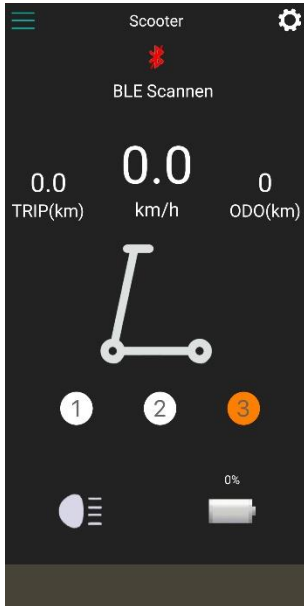 Scooter
BLE Scannen
0.0
0.0
TRIP(km)
km/h
0
ODO(km)
1
2
3
0%